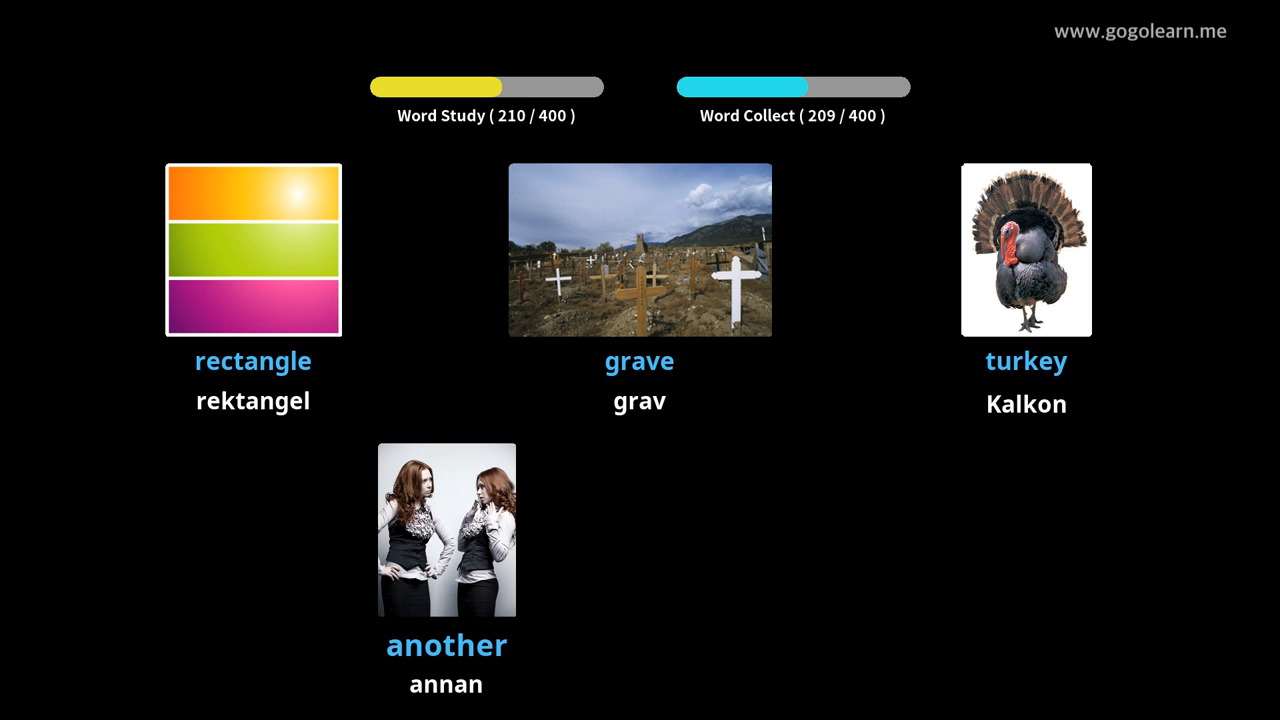 www.gogolearn.me
Word Study ( 210 / 400 )
Word Collect ( 209 / 400 )
rectangle
rektangel
grave
grav
turkey
Kalkon
another
annan